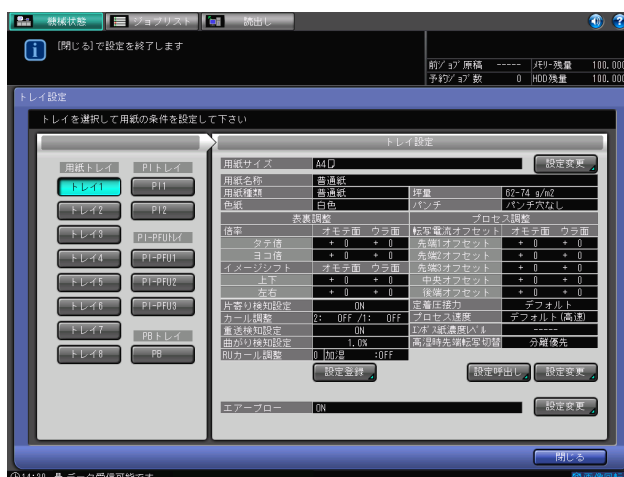 機械状態 ジョブリスト 読出し
[閉じる]で設定を終了します
前ジョブ原稿 ----- メモリー残量 100.000
予約ジョブ数 0 HDD残量 100.000
トレイ設定
トレイを選択して用紙の条件を設定して下さい
トレイ設定
用紙トレイ PIトレイ
トレイ1 PI1
トレイ2 PI2
トレイ3 PI-PFUトレイ
トレイ4 PI-PFU1
トレイ5 PI-PFU2
トレイ6 PI-PFU3
トレイ7 PBトレイ
トレイ8 PB
用紙サイズ A4 設定変更
用紙名称 普通紙
用紙種類 普通紙 坪量 62-74 g/m2
色紙 白色 パンチ パンチ穴なし
表裏調整 プロセス調整
倍率 オモテ面 ウラ面 転写電流オフセット オモテ面 ウラ面
タテ倍 + 0 + 0 先端1オフセット + 0 + 0
ヨコ倍 + 0 + 0 先端2オフセット + 0 + 0
イメージシフト オモテ面 ウラ面 先端3オフセット + 0 + 0
上下 + 0 + 0 中央オフセット + 0 + 0
左右 + 0 + 0 後端オフセット + 0 + 0
片寄り検知設定 ON 定着圧接力 デフォルト
カール調整 2: OFF /1: OFF プロセス速度 デフォルト(高速)
重送検知設定 ON エンボス紙濃度レベル -----
曲がり検知設定 1.0% 高湿時先端転写切替 分離優先
RUカール調整 0 加湿 :OFF
設定登録 設定呼出し 設定変更
エアーブロー ON 設定変更
閉じる
14:20 データ受信可能です 画像回転